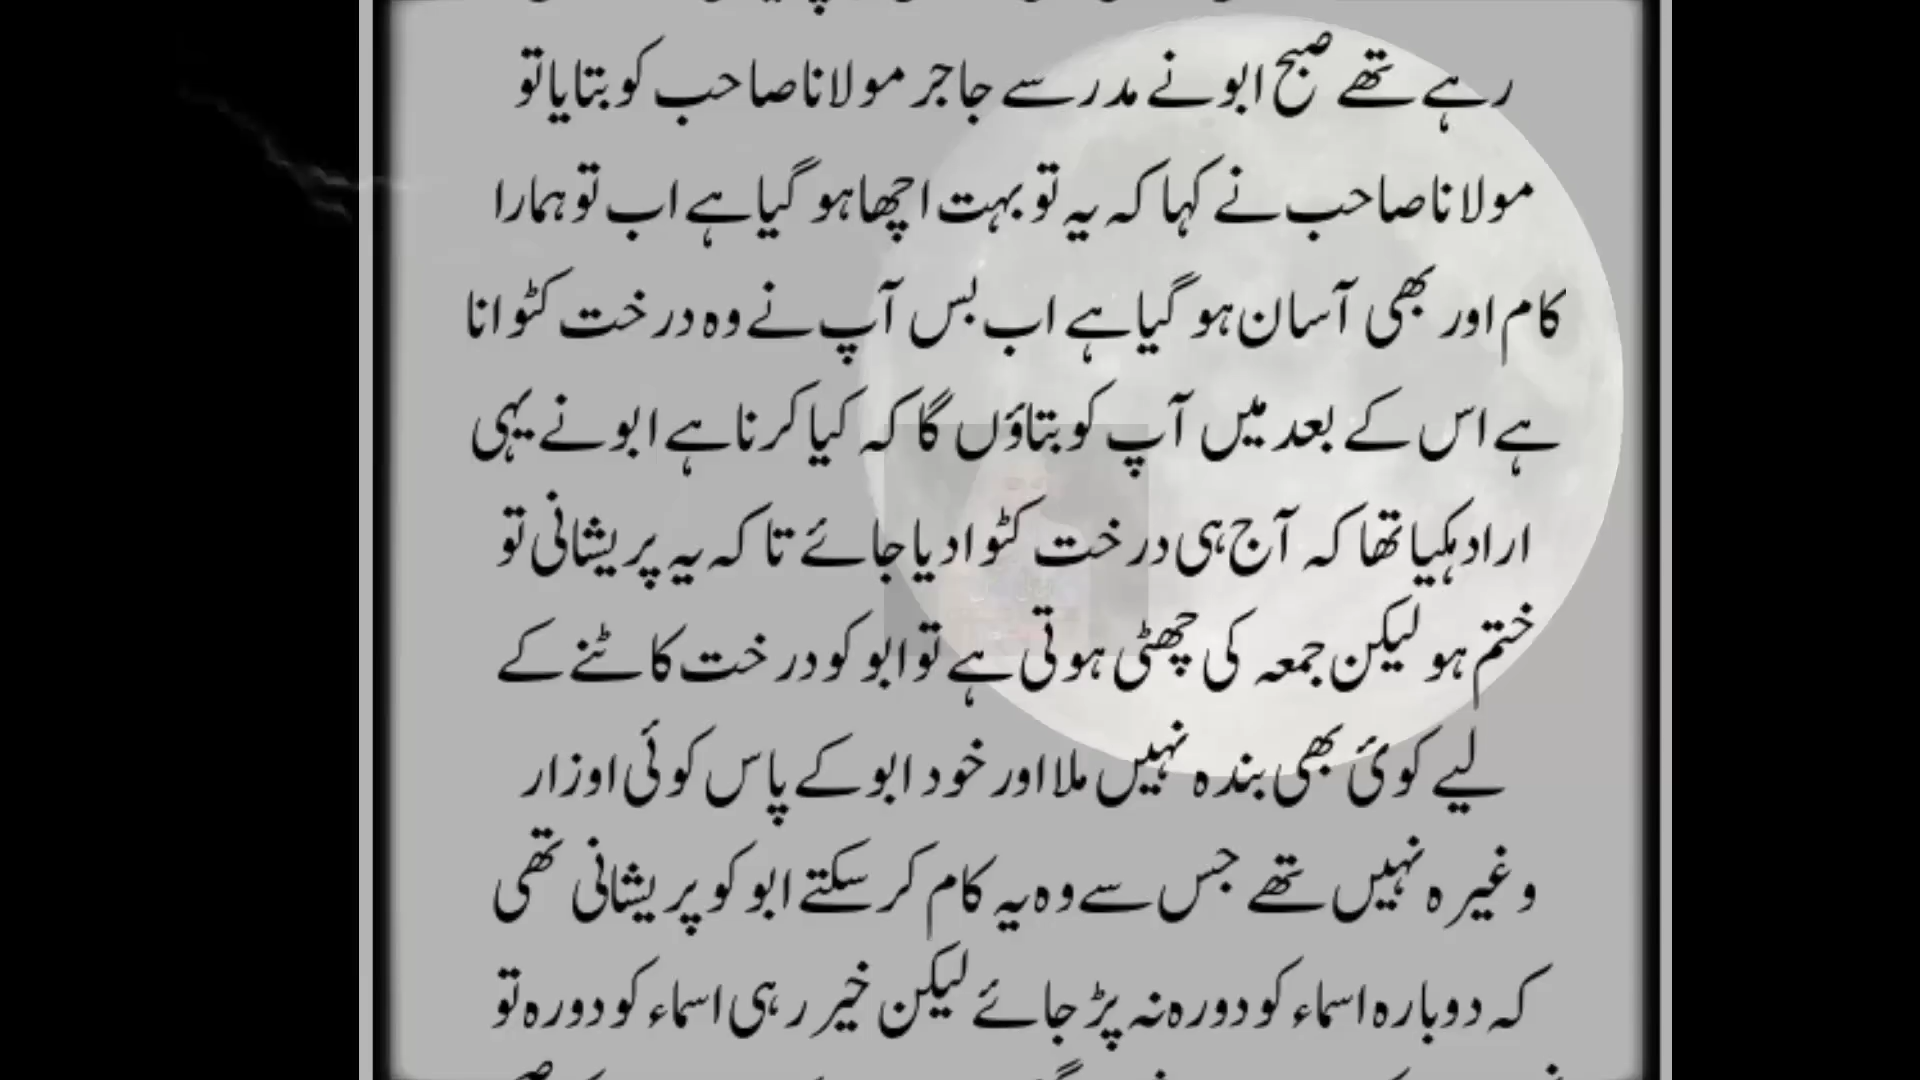 رہے تھے صبح ابو نے مدرسے جاجر مولانا صاحب کو بتایا تو
مولانا صاحب نے کہا کہ یہ تو بہت اچھا ہو گیا ہے اب تو ہمارا
کام اور بھی آسان ہو گیا ہے اب بس آپ نے وہ درخت کٹوانا
ہے اس کے بعد میں آپ کو بتاؤں گا کہ کیا کرنا ہے ابو نے یہی
ارادہکیا تھا کہ آج ہی درخت کٹوا دیا جائے تا کہ یہ پریشانی تو
ختم ہو لیکن جمعہ کی چھٹی ہوتی ہے تو ابو کو درخت کاٹنے کے
لیے کوئ بھی بندہ نہیں ملا اور خود ابو کے پاس کوئی اوزار
وغیرہ نہیں تھے جس سے وہ یہ کام کر سکتے ابو کو پریشانی تھی
کہ دوبارہ اسماء کو دورہ نہ پڑ جائے لیکن خیر رہی اسماء کو دورہ تو